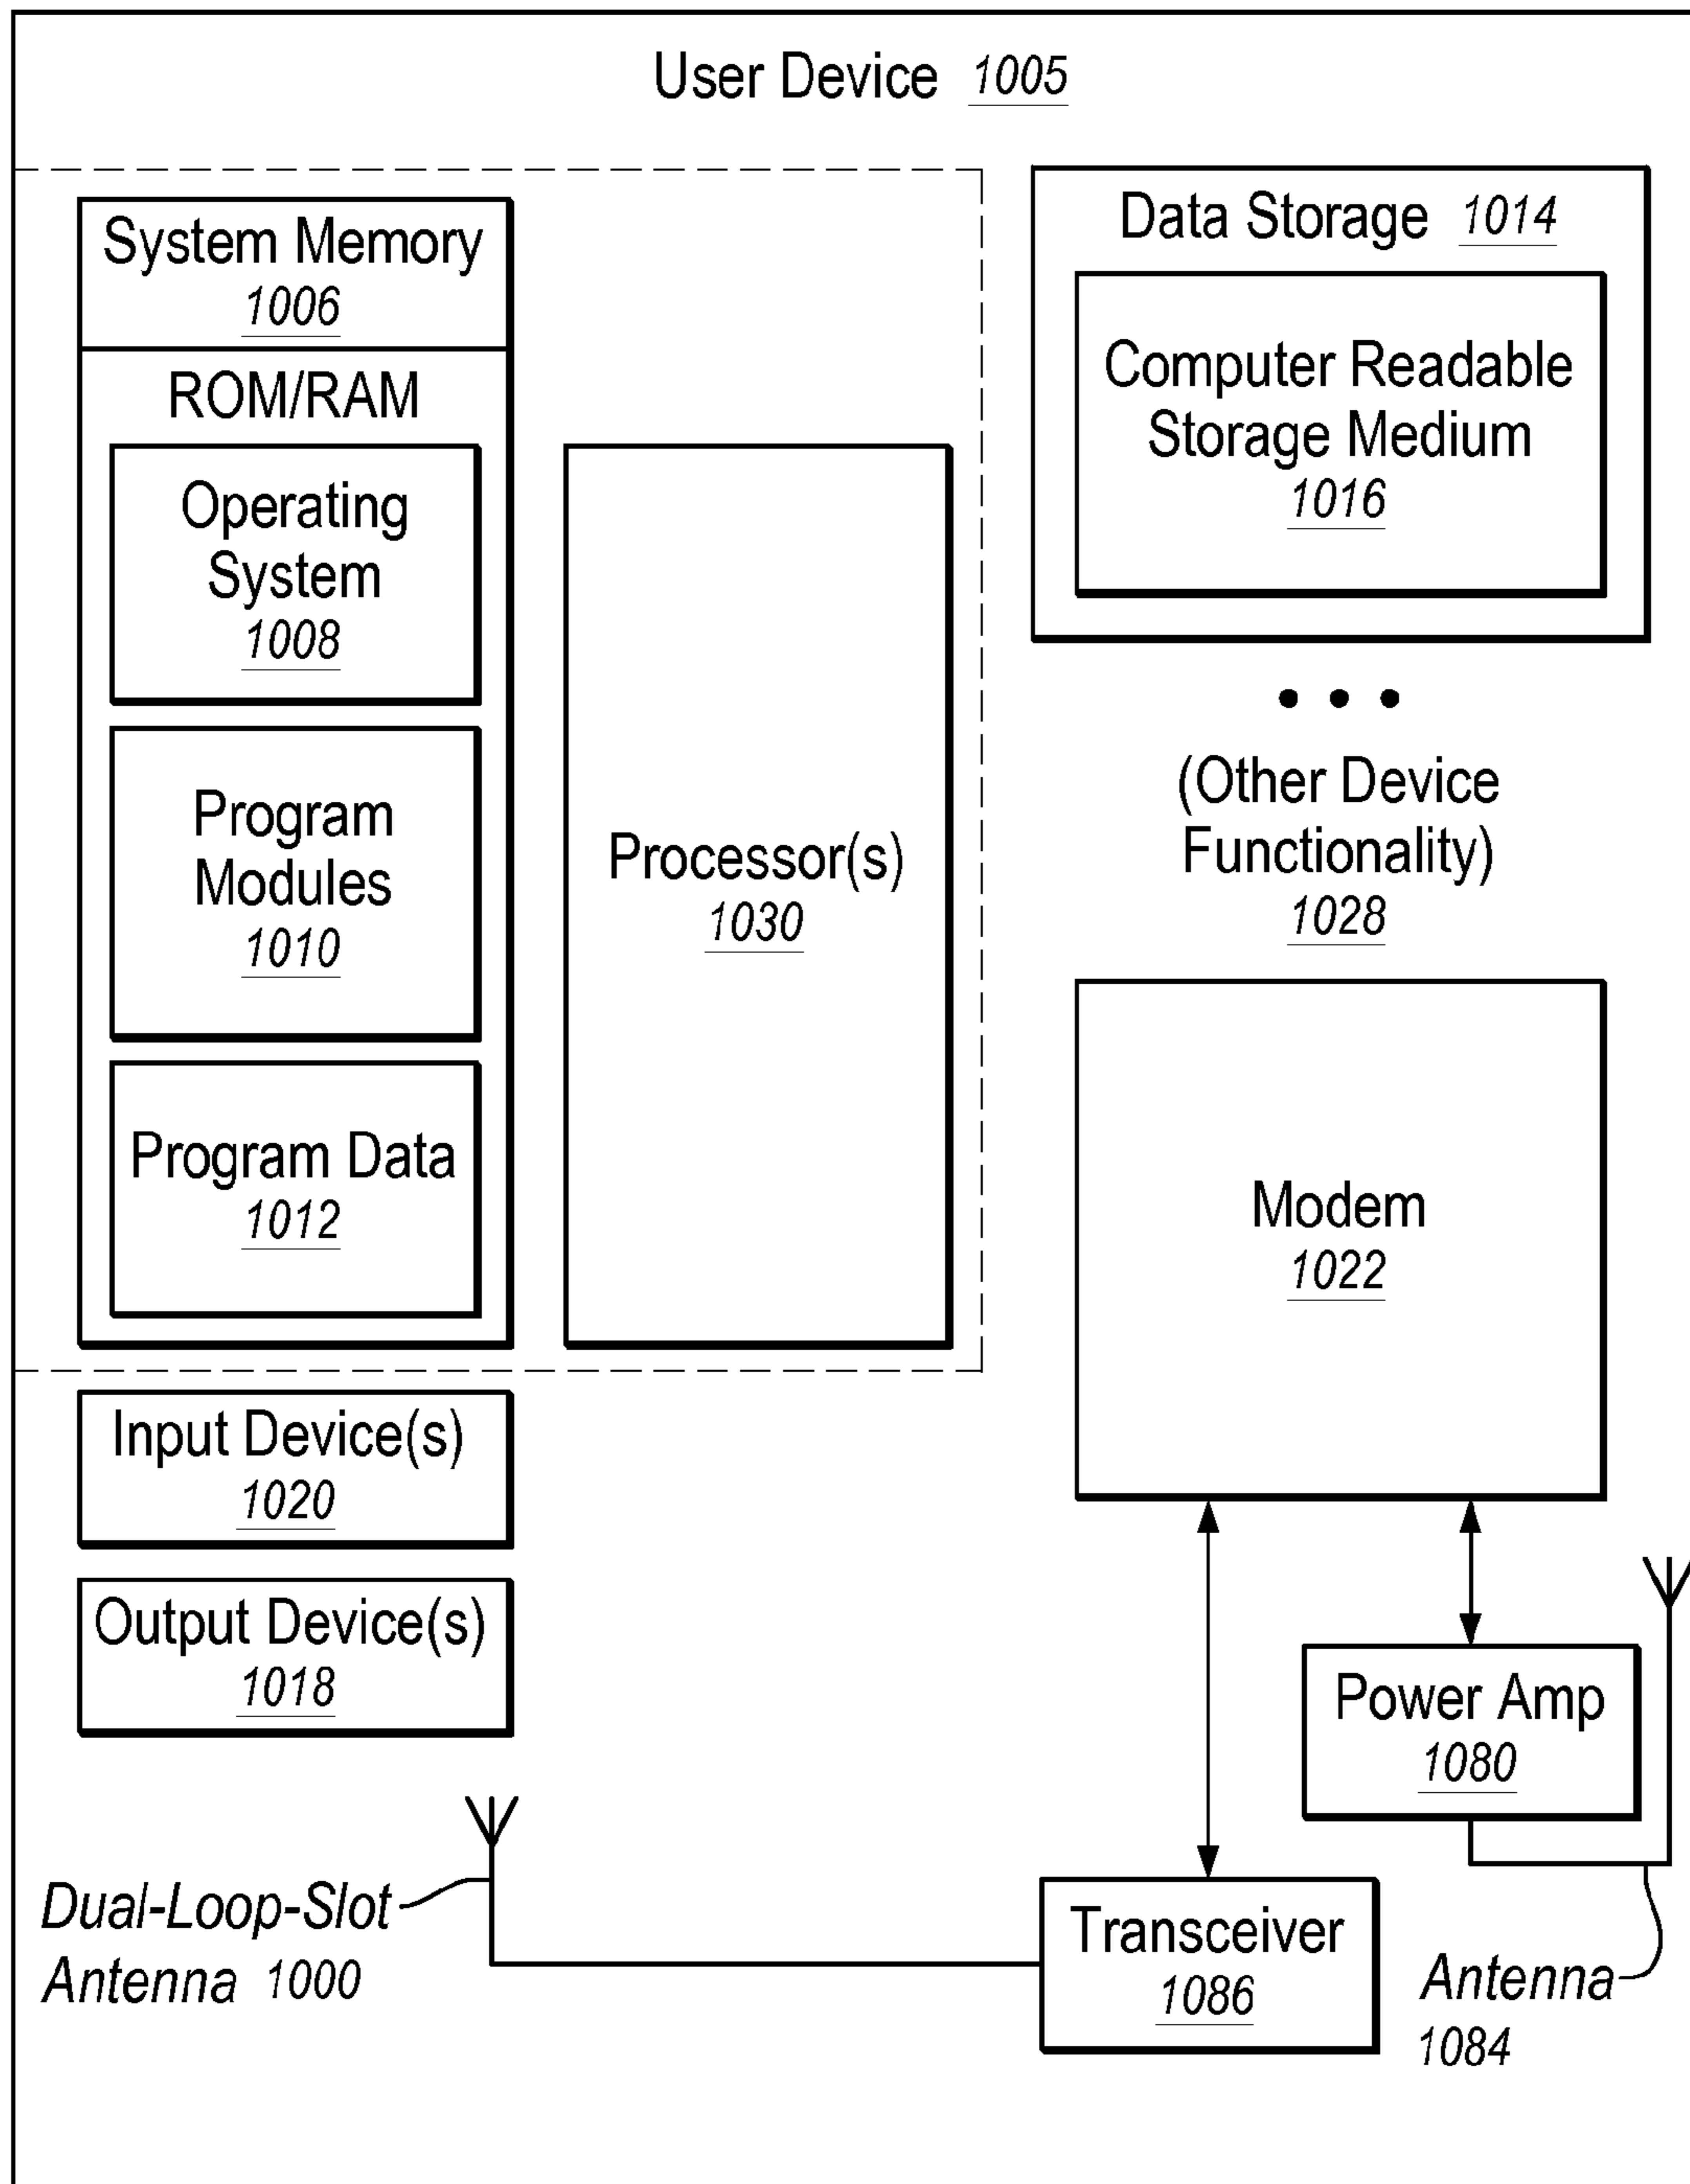 User Device 1005
System Memory
1006
ROM/RAM
Operating
System
1008
Program
Modules
1010
Program Data
1012
Processor(s)
1030
Data Storage 1014
Computer Readable
Storage Medium
1016
(Other Device
Functionality)
1028
Modem
1022
Input Device(s)
1020
Output Device(s)
1018
Power Amp
1080
Dual-Loop-Slot
Antenna 1000
Transceiver
1086
Antenna
1084